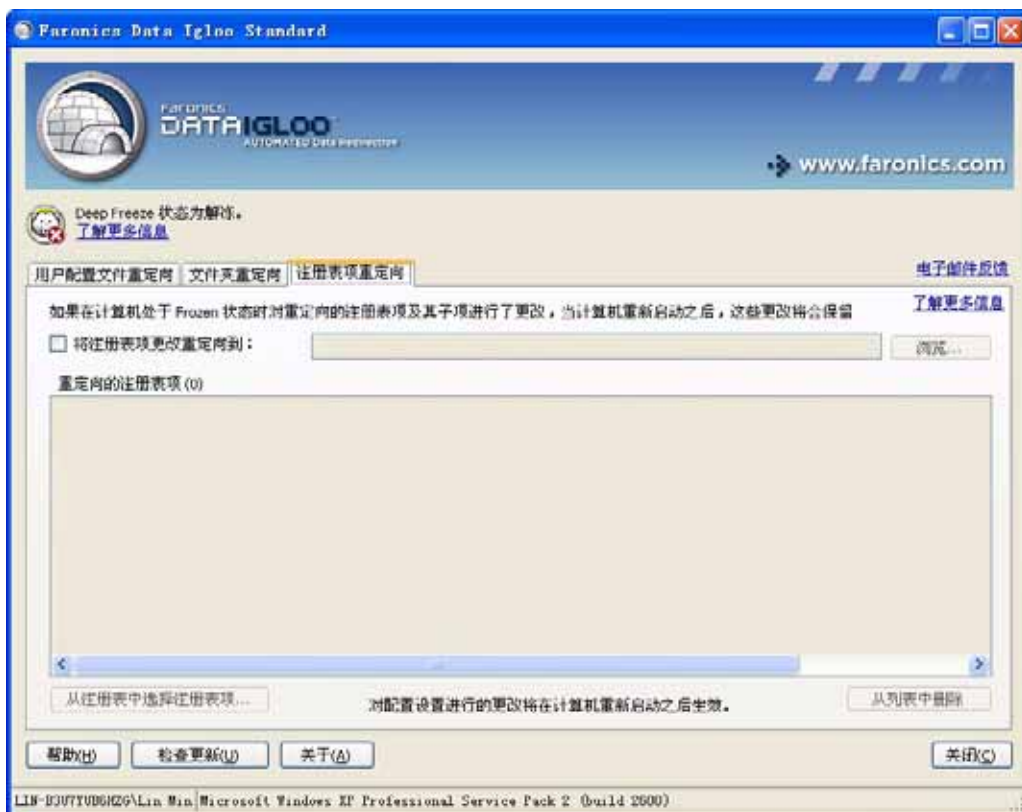 Faronics Data Igloo Standard
Faronics
DATAIGLOO
AUTOMATED Data Redirection
www.faronics.com
Deep Freeze 状态为解冻。
了解更多信息
用户配置文件重定向 文件夹重定向 注册表项重定向
电子邮件反馈
如果在计算机处于 Frozen 状态时对重定向的注册表项及其子项进行了更改，当计算机重新启动之后，这些更改将会保留
了解更多信息
将注册表项更改重定向到：
浏览...
重定向的注册表项(0)
从注册表中选择注册表项...
对配置设置进行的更改将在计算机重新启动之后生效。
从列表中删除
帮助(H) 检查更新(U) 关于(A) 关闭(C)
Lin Min Microsoft Windows XP Professional Service Pack 2 (build 2600)